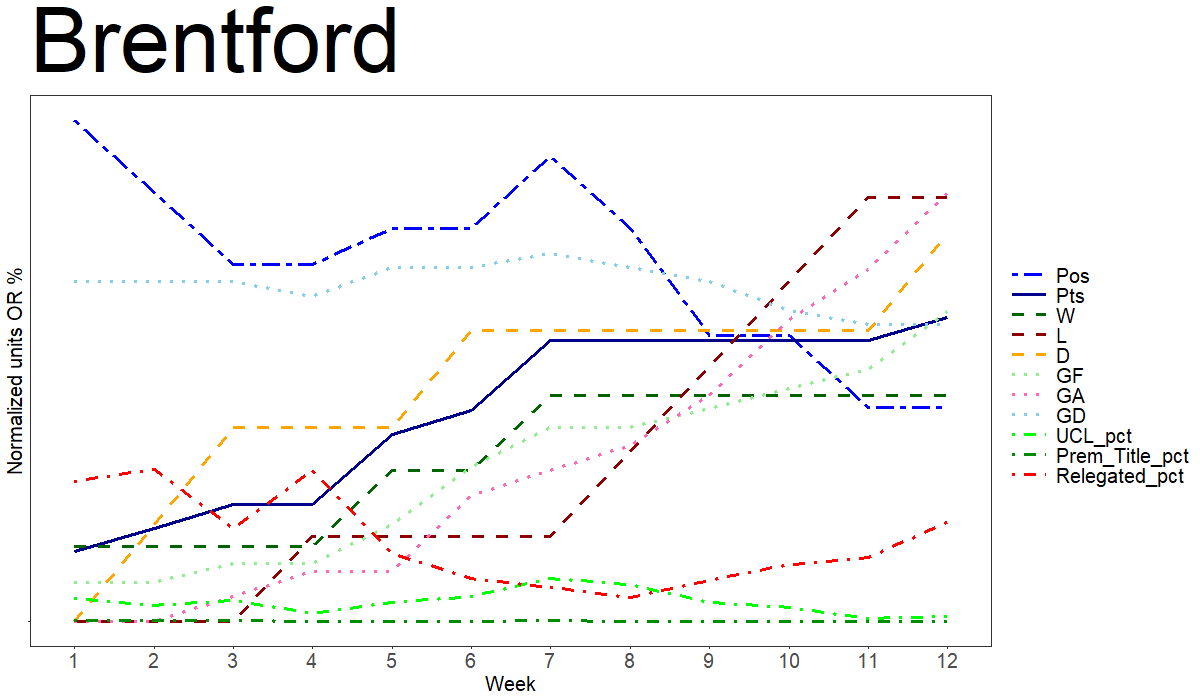 Brentford
Normalized units OR %
Pos
Pts
W
L
D
GF
GA
GD
UCL_pct
Prem_Title_pct
Relegated_pct
1 2 3 4 5 6 7 8 9 10 11 12
Week